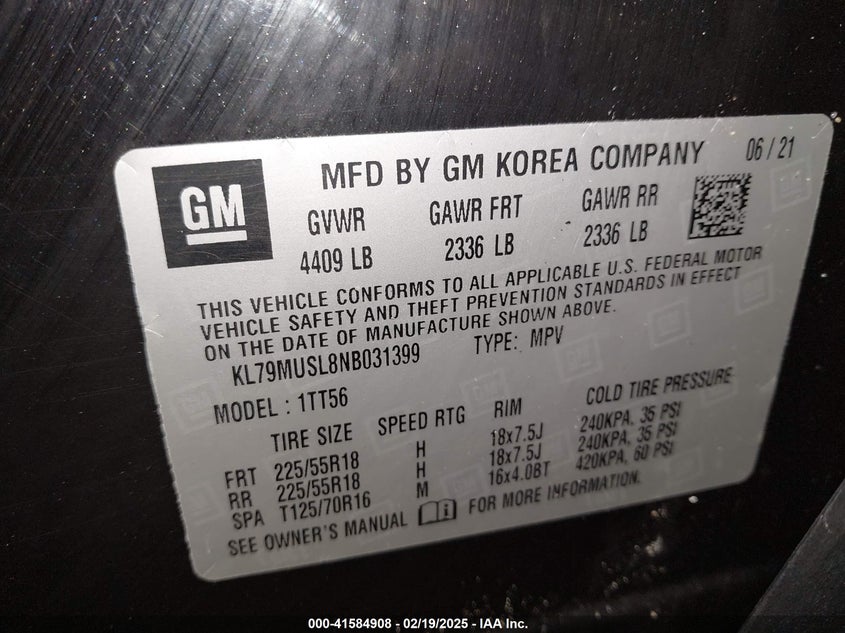 GM
MFD BY GM KOREA COMPANY 06 / 21
GVWR GAWR FRT GAWR RR
4409 LB 2336 LB 2336 LB
THIS VEHICLE CONFORMS TO ALL APPLICABLE U.S. FEDERAL MOTOR
VEHICLE SAFETY AND THEFT PREVENTION STANDARDS IN EFFECT
ON THE DATE OF MANUFACTURE SHOWN ABOVE.
KL79MUSL8NB031399 TYPE: MPV
MODEL : 1TT56
TIRE SIZE SPEED RTG RIM COLD TIRE PRESSURE
FRT 225/55R18 H 18x7.5J 240KPA, 35 PSI
RR 225/55R18 H 18x7.5J 240KPA, 35 PSI
SPA T125/70R16 M 16x4.0BT 420KPA, 60 PSI
SEE OWNER'S MANUAL FOR MORE INFORMATION.
000-41584908 - 02/19/2025 - IAA Inc.